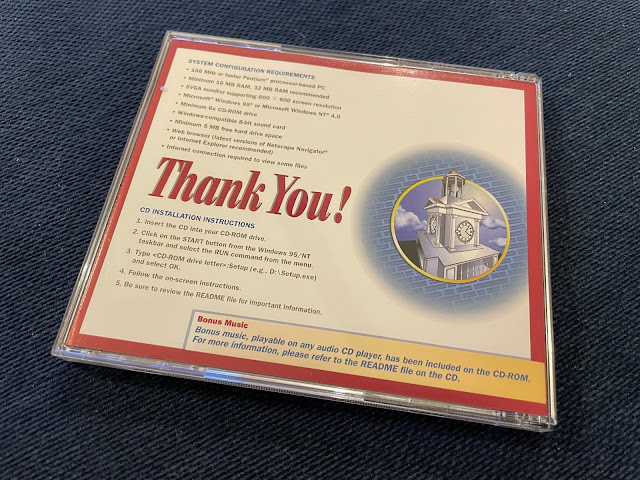 SYSTEM CONFIGURATION REQUIREMENTS
• 166 MHz or faster Pentium® processor-based PC
• Minimum 16 MB RAM, 32 MB RAM recommended
• SVGA monitor supporting 800 × 600 screen resolution
• Microsoft® Windows 95® or Microsoft Windows NT® 4.0
• Minimum 6x CD-ROM drive
• Windows-compatible 8-bit sound card
• Minimum 5 MB free hard drive space
• Web browser (latest versions of Netscape Navigator®
or Internet Explorer recommended)
• Internet connection required to view some files
Thank You!
CD INSTALLATION INSTRUCTIONS
1. Insert the CD into your CD-ROM drive.
2. Click on the START button from the Windows 95/NT
taskbar and select the RUN command from the menu.
3. Type <CD-ROM drive letter>:Setup (e.g., D:\Setup.exe)
and select OK.
4. Follow the on-screen instructions.
5. Be sure to review the README file for important information.
Bonus Music
Bonus music, playable on any audio CD player, has been included on the CD-ROM.
For more information, please refer to the README file on the CD.